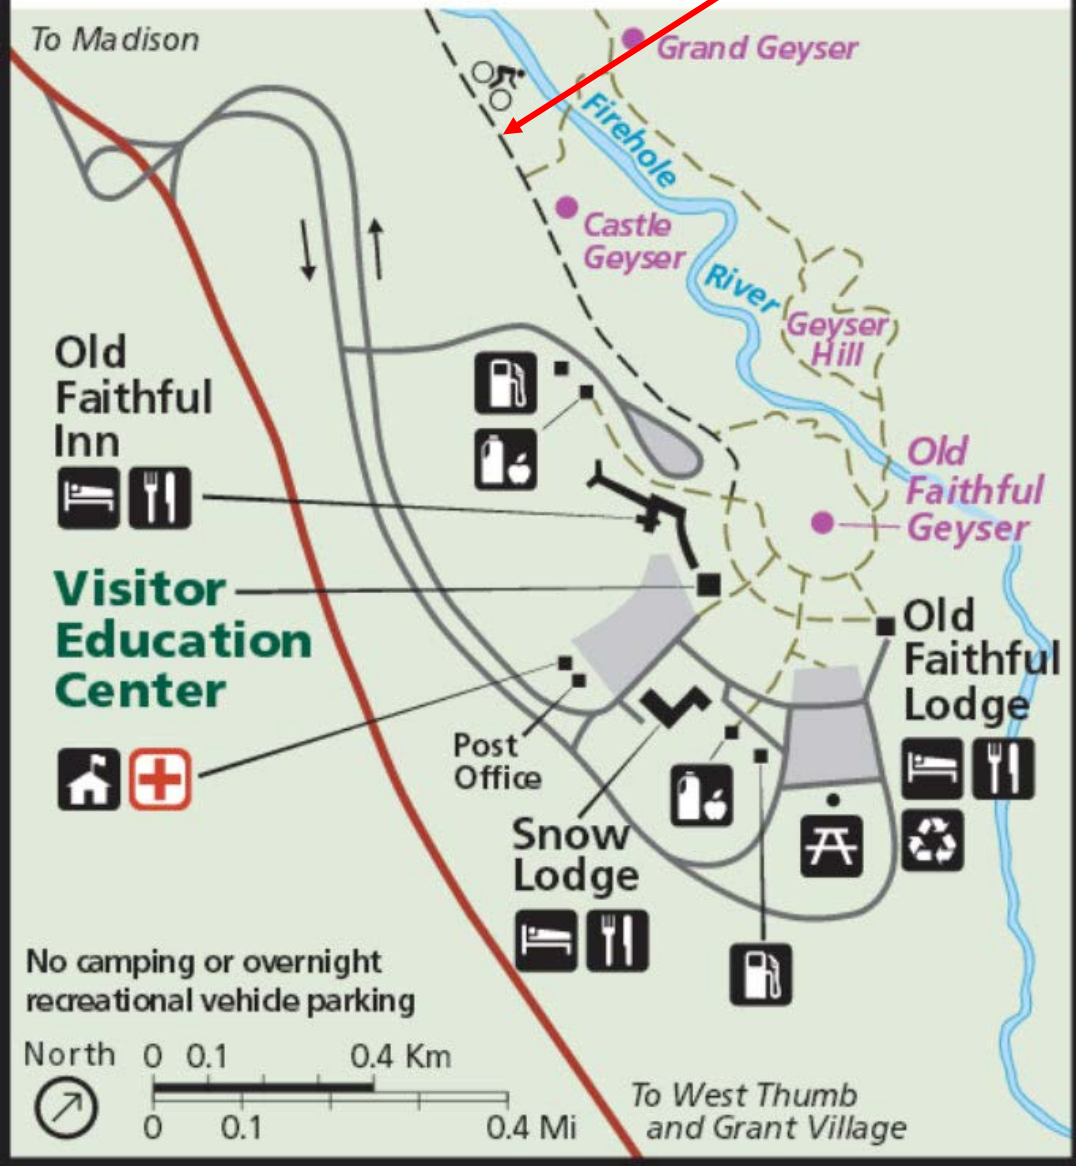 To Madison
Grand Geyser
Firehole
Castle
Geyser
River
Geyser
Hill
Old
Faithful
Inn
Old
Faithful
Geyser
Visitor
Education
Center
Old
Faithful
Lodge
Post
Office
Snow
Lodge
No camping or overnight
recreational vehicle parking
North 0 0.1 0.4 Km
0 0.1 0.4 Mi
To West Thumb
and Grant Village